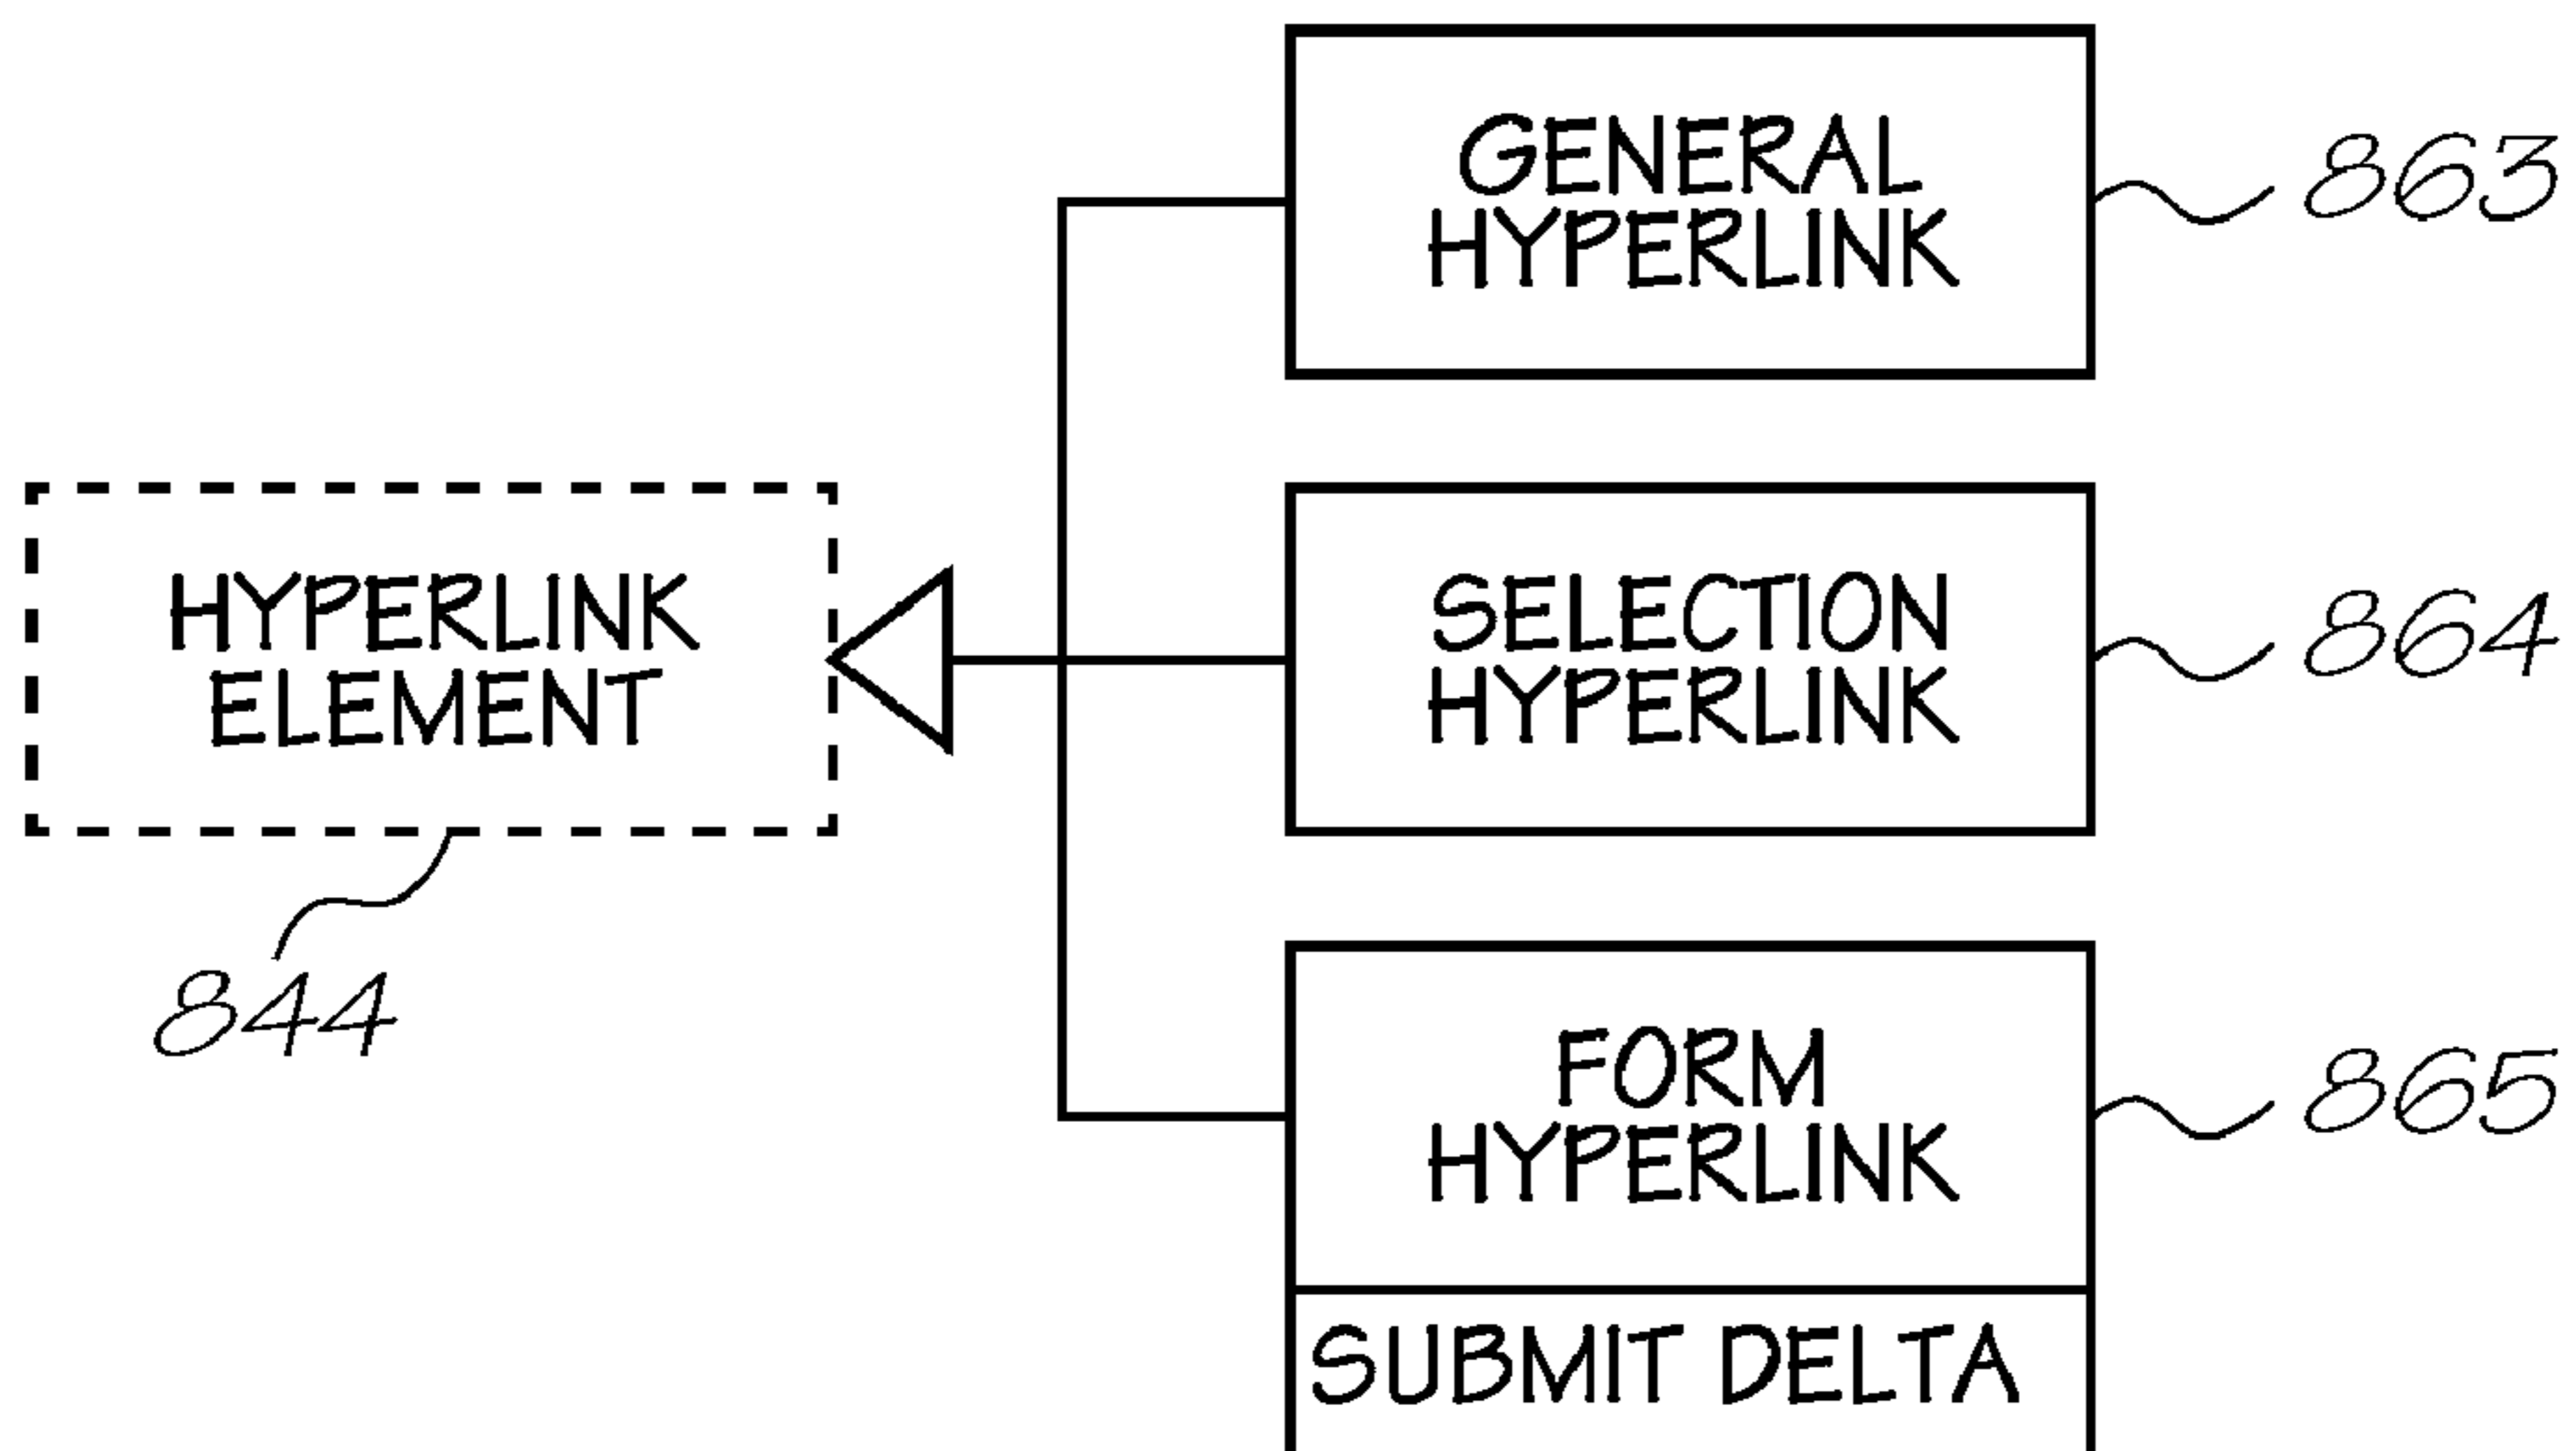 GENERAL
HYPERLINK
863
HYPERLINK
ELEMENT
844
SELECTION
HYPERLINK
864
FORM
HYPERLINK
865
SUBMIT DELTA